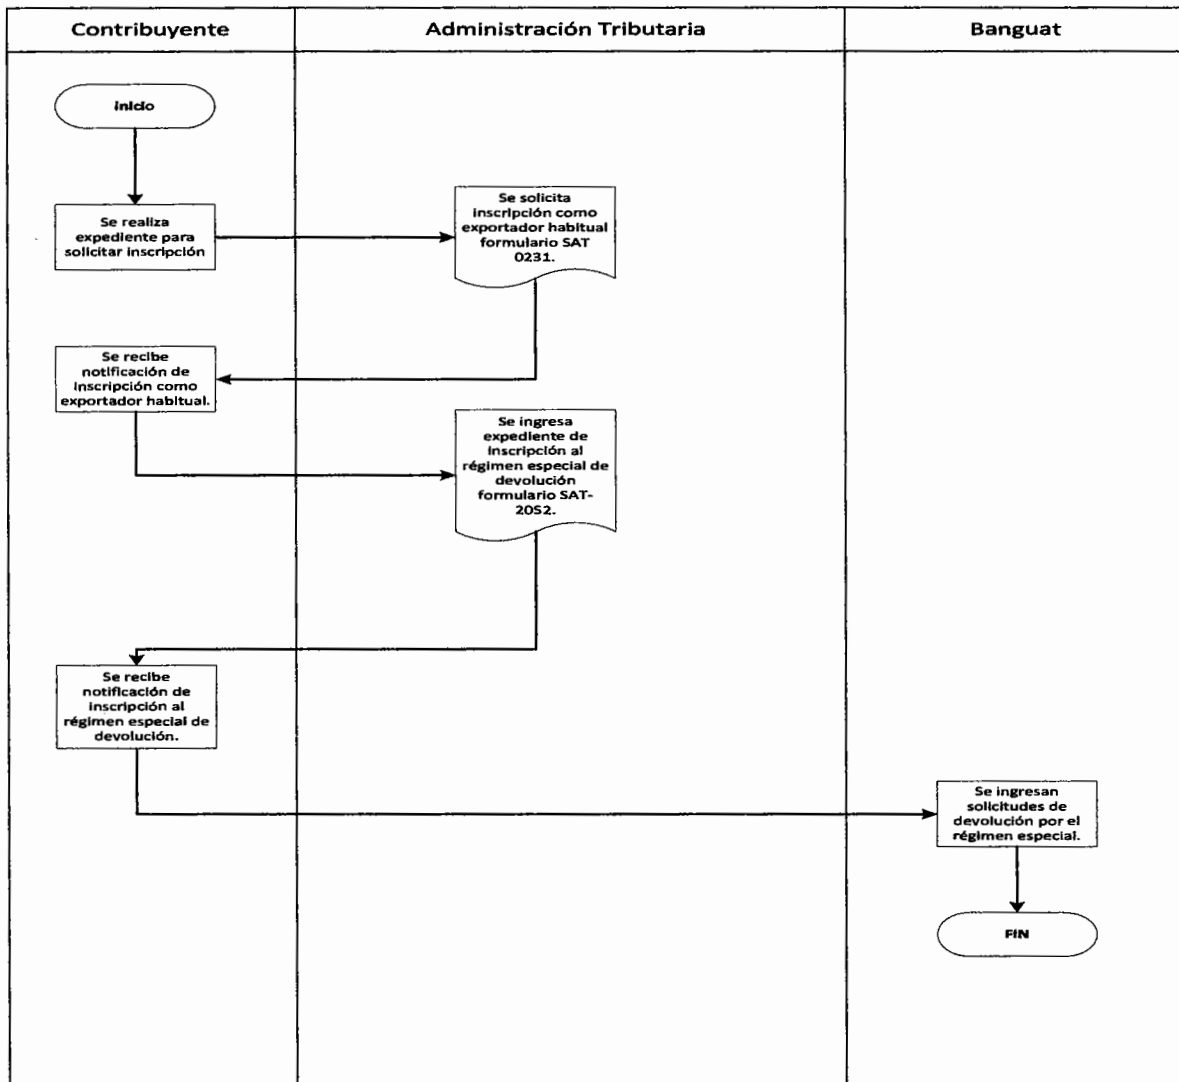 Contribuyente
Administración Tributaria
Banguat
Inicio
Se realiza
expediente para
solicitar inscripción
Se solicita
inscripción como
exportador habitual
formulario SAT
0231.
Se recibe
notificación de
inscripción como
exportador habitual.
Se ingresa
expediente de
inscripción al
régimen especial de
devolución
formulario SAT-
2052.
Se recibe
notificación de
inscripción al
régimen especial de
devolución.
Se ingresan
solicitudes de
devolución por el
régimen especial.
FIN